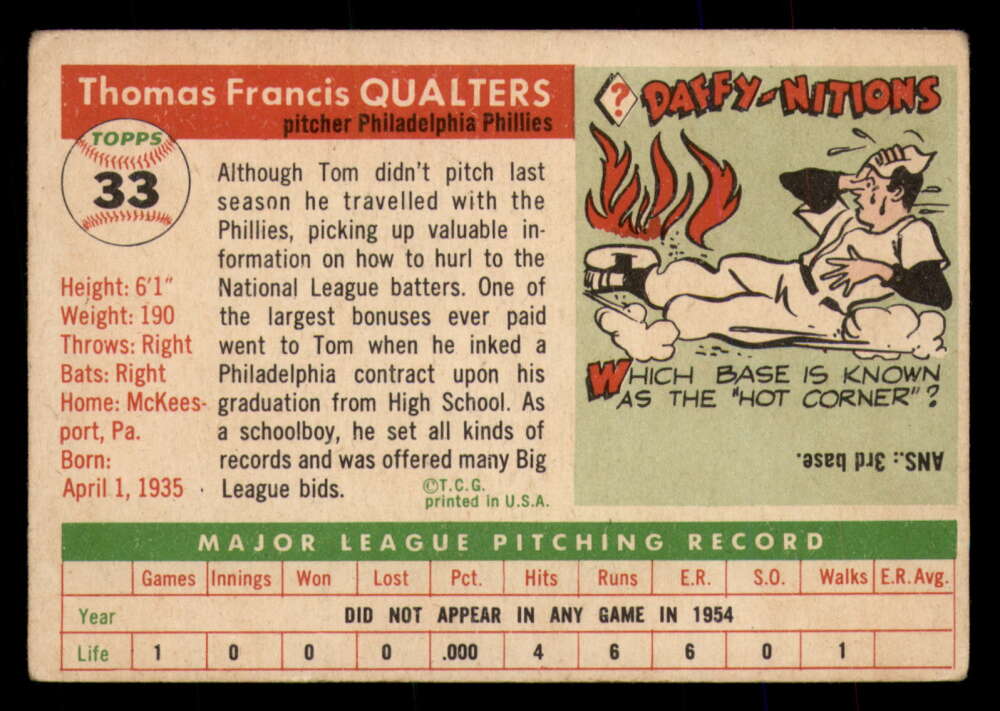 Thomas Francis QUALTERS
pitcher Philadelphia Phillies
TOPPS
33
Height: 6'1"
Weight: 190
Throws: Right
Bats: Right
Home: McKees-
port, Pa.
Born:
April 1, 1935
Although Tom didn't pitch last
season he travelled with the
Phillies, picking up valuable in-
formation on how to hurl to the
National League batters. One of
the largest bonuses ever paid
went to Tom when he inked a
Philadelphia contract upon his
graduation from High School. As
a schoolboy, he set all kinds of
records and was offered many Big
League bids.
©T.C.G.
printed in U.S.A.
?
DAFFY-NITIONS
WHICH BASE IS KNOWN
AS THE "HOT CORNER"?
ANS.: 3rd base.
MAJOR LEAGUE PITCHING RECORD
Games Innings Won Lost Pct. Hits Runs E.R. S.O. Walks E.R. Avg.
Year DID NOT APPEAR IN ANY GAME IN 1954
Life 1 0 0 0 .000 4 6 6 0 1